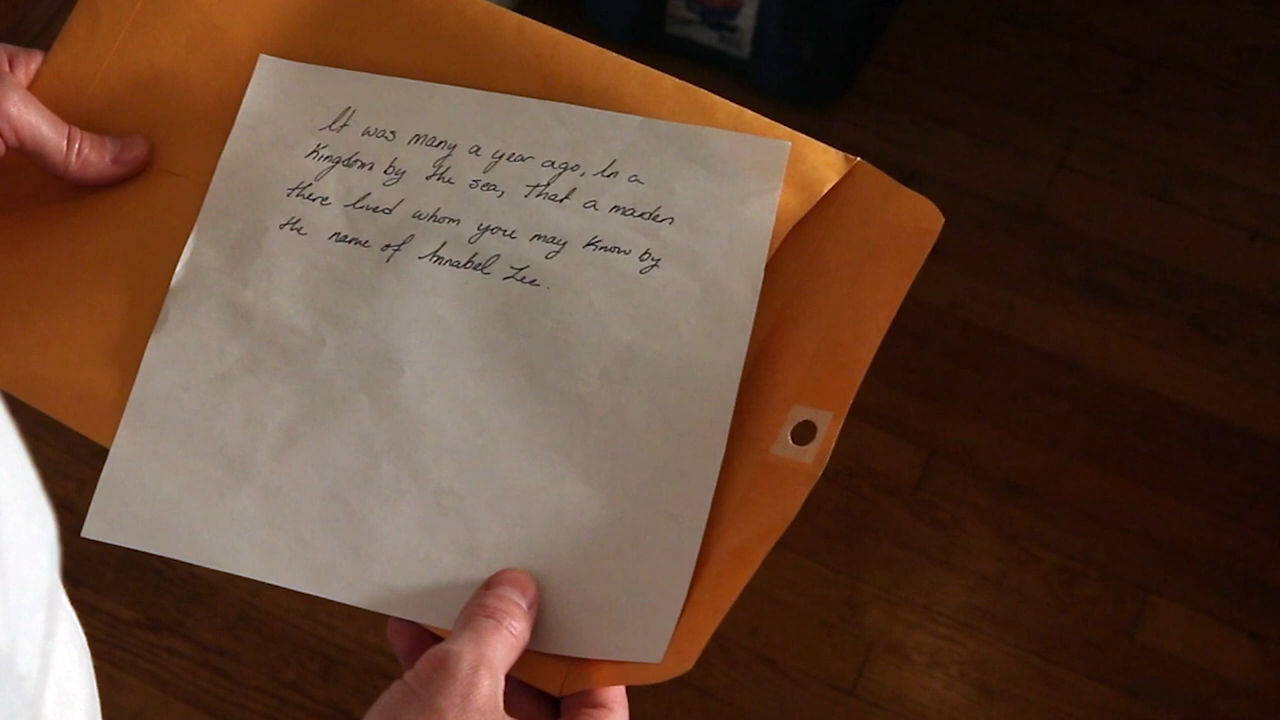 It was many a year ago, In a
Kingdom by the sea, That a maiden
there lived whom you may Know by
the name of Annabel Lee.